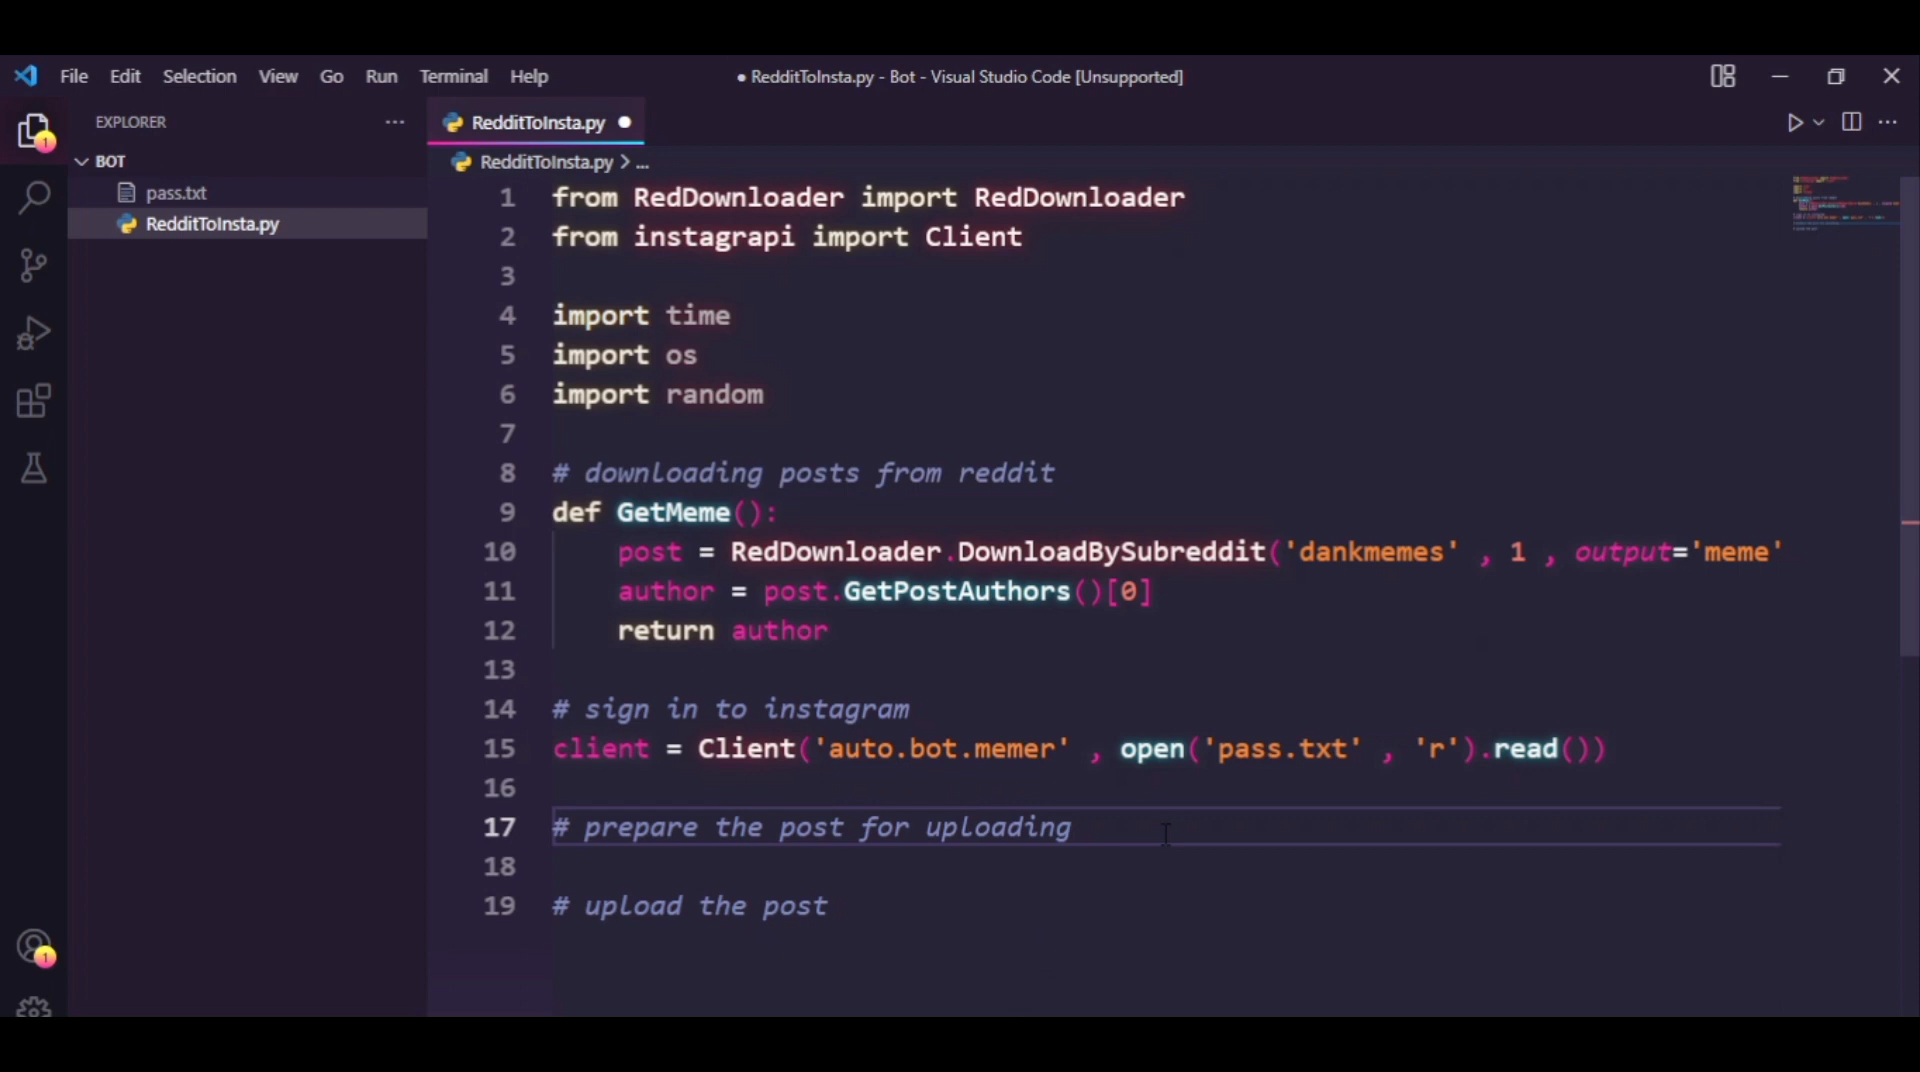 File Edit Selection View Go Run Terminal Help
● RedditToInsta.py - Bot - Visual Studio Code [Unsupported]
EXPLORER
RedditToInsta.py
1
BOT
pass.txt
RedditToInsta.py
RedditToInsta.py > ...
1 from RedDownloader import RedDownloader
2 from instagrapi import Client
3
4 import time
5 import os
6 import random
7
8 # downloading posts from reddit
9 def GetMeme():
10 post = RedDownloader.DownloadBySubreddit('dankmemes' , 1 , output='meme'
11 author = post.GetPostAuthors()[0]
12 return author
13
14 # sign in to instagram
15 client = Client('auto.bot.memer' , open('pass.txt' , 'r').read())
16
17 # prepare the post for uploading
18
19 # upload the post
1